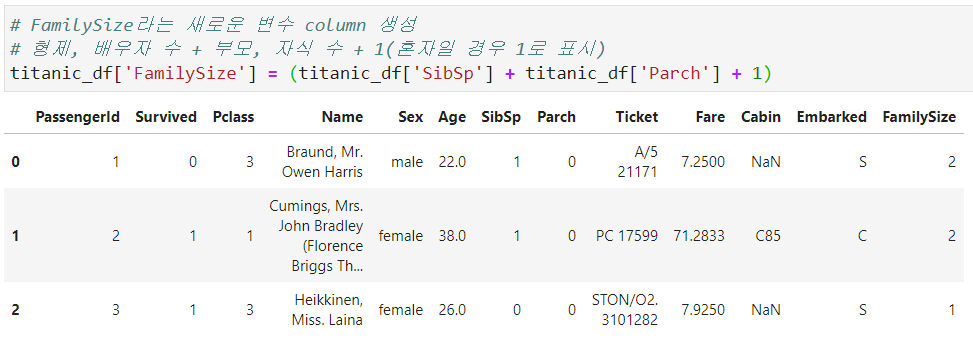 # FamilySize라는 새로운 변수 column 생성
# 형제, 배우자 수 + 부모, 자식 수 + 1(혼자일 경우 1로 표시)
titanic_df['FamilySize'] = (titanic_df['SibSp'] + titanic_df['Parch'] + 1)
PassengerId Survived Pclass Name Sex Age SibSp Parch Ticket Fare Cabin Embarked FamilySize
0 1 0 3 Braund, Mr. Owen Harris male 22.0 1 0 A/5 21171 7.2500 NaN S 2
1 2 1 1 Cumings, Mrs. John Bradley (Florence Briggs Th... female 38.0 1 0 PC 17599 71.2833 C85 C 2
2 3 1 3 Heikkinen, Miss. Laina female 26.0 0 0 STON/O2. 3101282 7.9250 NaN S 1